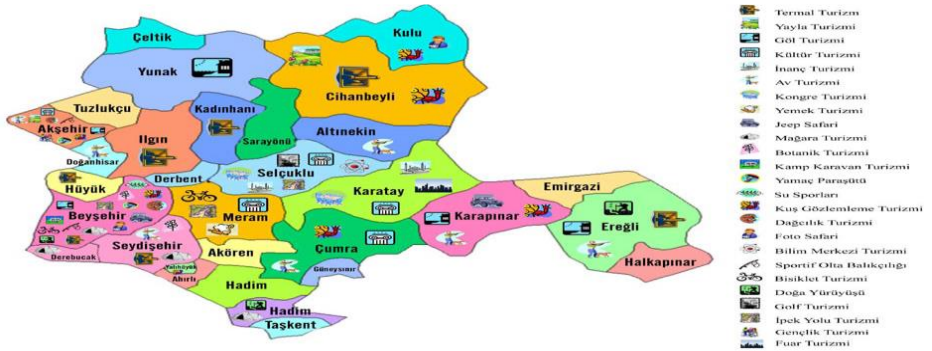 Çeltik
Kulu
Yunak
Cihanbeyli
Tuzlukçu
Kadınhanı
Akşehir
Ilgın
Sarayönü
Altınekin
Doğanhisar
Derbent
Selçuklu
Hüyük
Karatay
Emirgazi
Beyşehir
Meram
Karapınar
Ereğli
Seydişehir
Akören
Çumra
Derebucak
Halkapınar
Yalıhüyük
Ahırlı
Güneysınır
Hadim
Hadim
Taşkent
Termal Turizm
Yayla Turizmi
Göl Turizmi
Kültür Turizmi
İnanç Turizmi
Av Turizmi
Kongre Turizmi
Yemek Turizmi
Jeep Safari
Mağara Turizmi
Botanik Turizmi
Kamp Karavan Turizmi
Yamaç Paraşütü
Su Sporları
Kuş Gözlemleme Turizmi
Dağcılık Turizmi
Foto Safari
Bilim Merkezi Turizmi
Sportif Olta Balıkçılığı
Bisiklet Turizmi
Doğa Yürüyüşü
Golf Turizmi
İpek Yolu Turizmi
Gençlik Turizmi
Fuar Turizmi